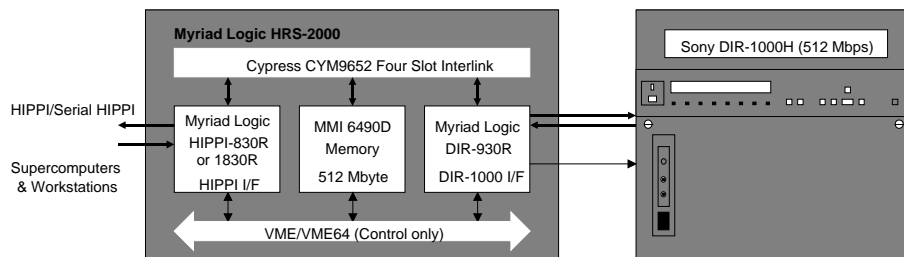 Myriad Logic HRS-2000
Sony DIR-1000H (512 Mbps)
Cypress CYM9652 Four Slot Interlink
HIPPI/Serial HIPPI
Supercomputers
& Workstations
Myriad Logic
HIPPI-830R
or 1830R
HIPPI I/F
MMI 6490D
Memory
512 Mbyte
Myriad Logic
DIR-930R
DIR-1000 I/F
VME/VME64 (Control only)